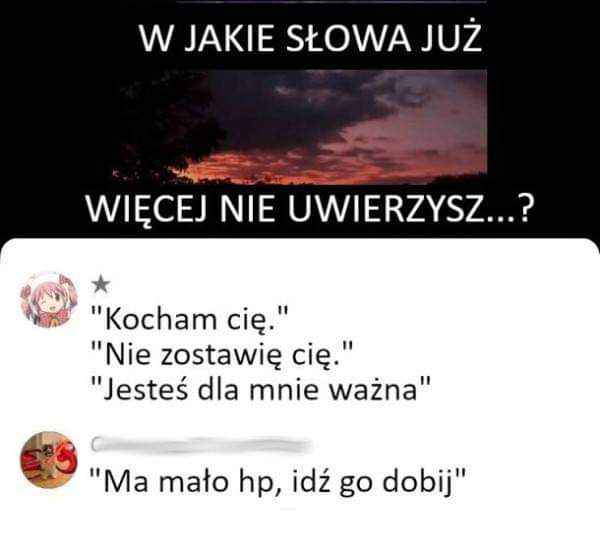 W JAKIE SŁOWA JUŻ
WIĘCEJ NIE UWIERZYSZ...?
"Kocham cię."
"Nie zostawię cię."
"Jesteś dla mnie ważna"
"Ma mało hp, idź go dobij"